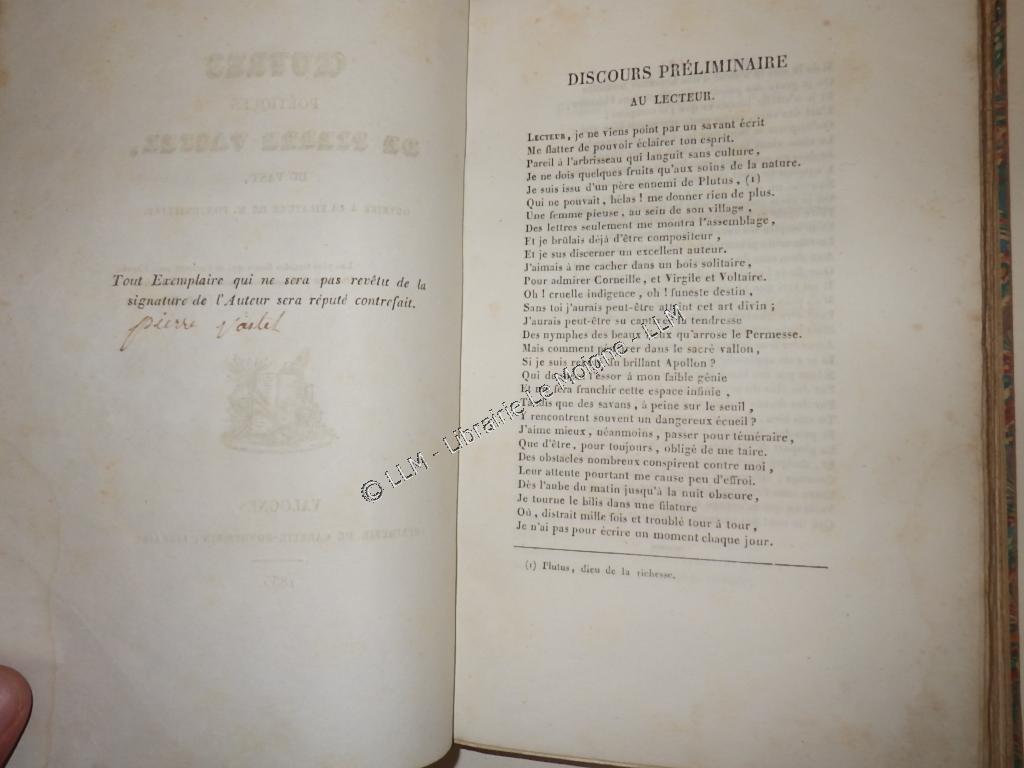 Tout Exemplaire qui ne sera pas revêtu de la
signature de l'Auteur sera réputé contrefait.
pierre vastel
DISCOURS PRÉLIMINAIRE
AU LECTEUR.
LECTEUR, je ne viens point par un savant écrit
Me flatter de pouvoir éclairer ton esprit.
Pareil à l'arbrisseau qui languit sans culture,
Je ne dois quelques fruits qu'aux soins de la nature.
Je suis issu d'un père ennemi de Plutus, (1)
Qui ne pouvait, hélas ! me donner rien de plus.
Une femme pieuse, au sein de son village,
Des lettres seulement me montra l'assemblage,
Et je brûlais déjà d'être compositeur,
Et je sus discerner un excellent auteur.
J'aimais à me cacher dans un bois solitaire,
Pour admirer Corneille, et Virgile et Voltaire.
Oh ! cruelle indigence, oh ! funeste destin,
Sans toi j'aurais peut-être atteint cet art divin ;
J'aurais peut-être su captiver la tendresse
Des nymphes des beaux lieux qu'arrose le Permesse.
Mais comment pénétrer dans le sacré vallon,
Si je suis rebuté du brillant Apollon ?
Qui donnera l'essor à mon faible génie
Et me fera franchir cette espace infinie,
Tandis que des savans, à peine sur le seuil,
Y rencontrent souvent un dangereux écueil ?
J'aime mieux, uéanmoins, passer pour téméraire,
Que d'être, pour toujours, obligé de me taire.
Des obstacles nombreux conspirent contre moi,
Leur attente pourtant me cause peu d'effroi.
Dès l'aube du matin jusqu'à la nuit obscure,
Je tourne le bilis dans une filature
Où, distrait mille fois et troublé tour à tour,
Je n'ai pas pour écrire un moment chaque jour.
(1) Plutus, dieu de la richesse.
© LLM - Librairie Le Moigne - LLM